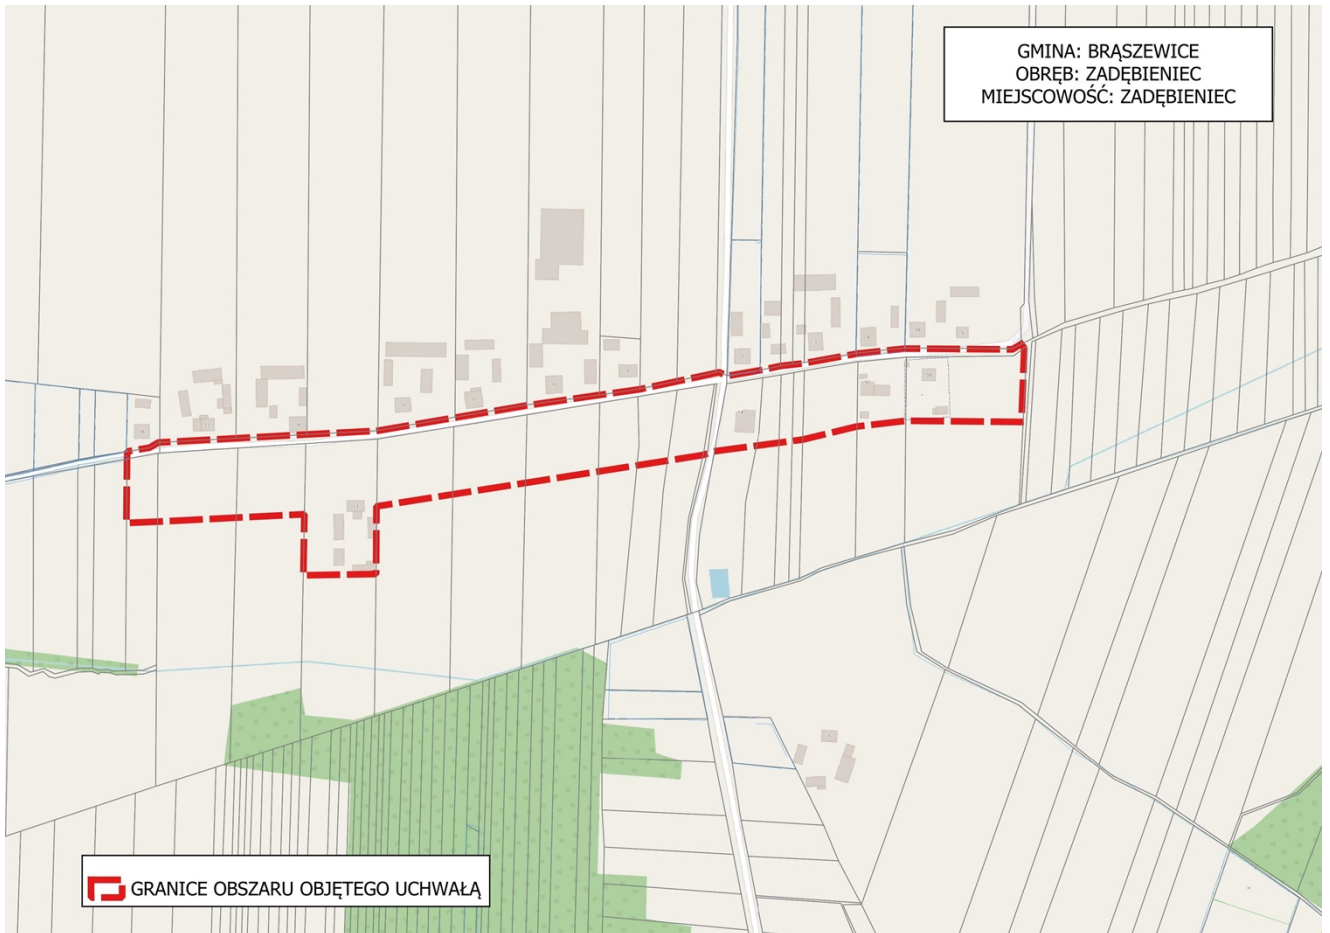 GMINA: BRĄSZEWICE
OBRĘB: ZADĘBIENIEC
MIEJSCOWOŚĆ: ZADĘBIENIEC
GRANICE OBSZARU OBJĘTEGO UCHWAŁĄ